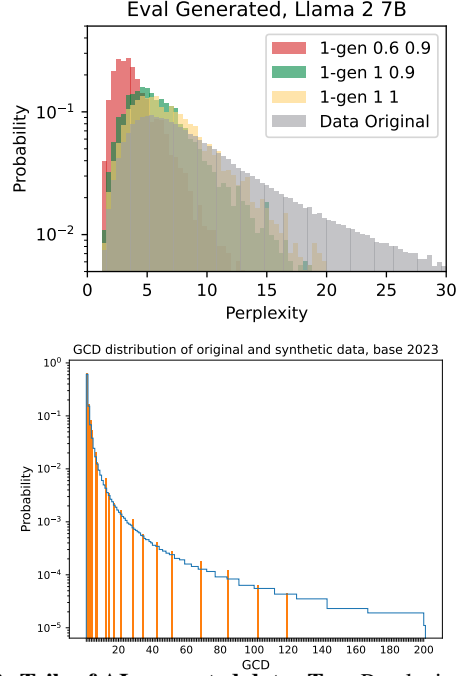 Eval Generated, Llama 2 7B
1-gen 0.6 0.9
1-gen 1 0.9
1-gen 1 1
Data Original
Probability
10⁻¹
10⁻²
0 5 10 15 20 25 30
Perplexity
GCD distribution of original and synthetic data, base 2023
Probability
10⁰
10⁻¹
10⁻²
10⁻³
10⁻⁴
10⁻⁵
20 40 60 80 100 120 140 160 180 200
GCD